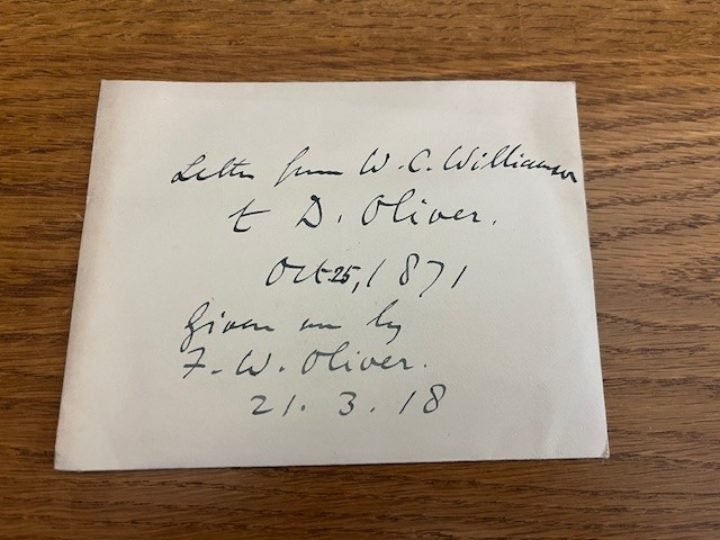 Letter from W. C. Williamson
to D. Oliver.
Oct 25, 1871
Given me by
F. W. Oliver.
21. 3. 18